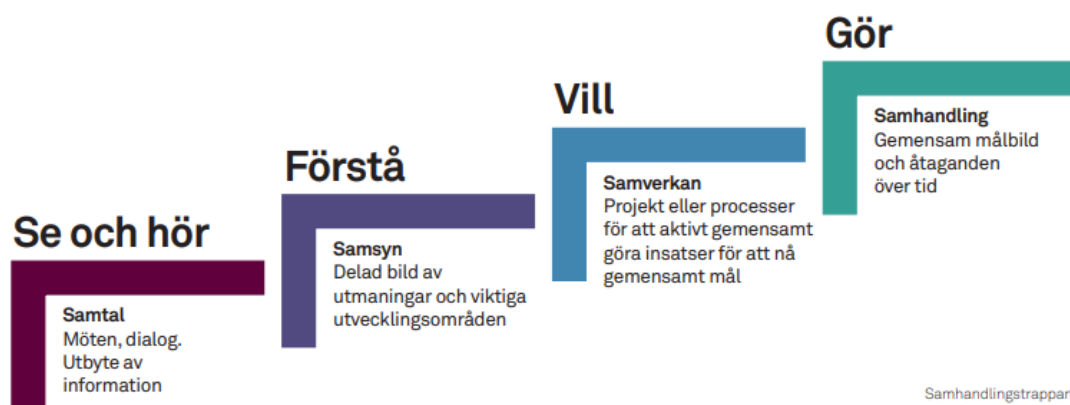 Se och hör
Samtal
Möten, dialog.
Utbyte av
information
Förstå
Samsyn
Delad bild av
utmaningar och viktiga
utvecklingsområden
Vill
Samverkan
Projekt eller processer
för att aktivt gemensamt
göra insatser för att nå
gemensamt mål
Gör
Samhandling
Gemensam målbild
och åtaganden
över tid
Samhandlingstrappan